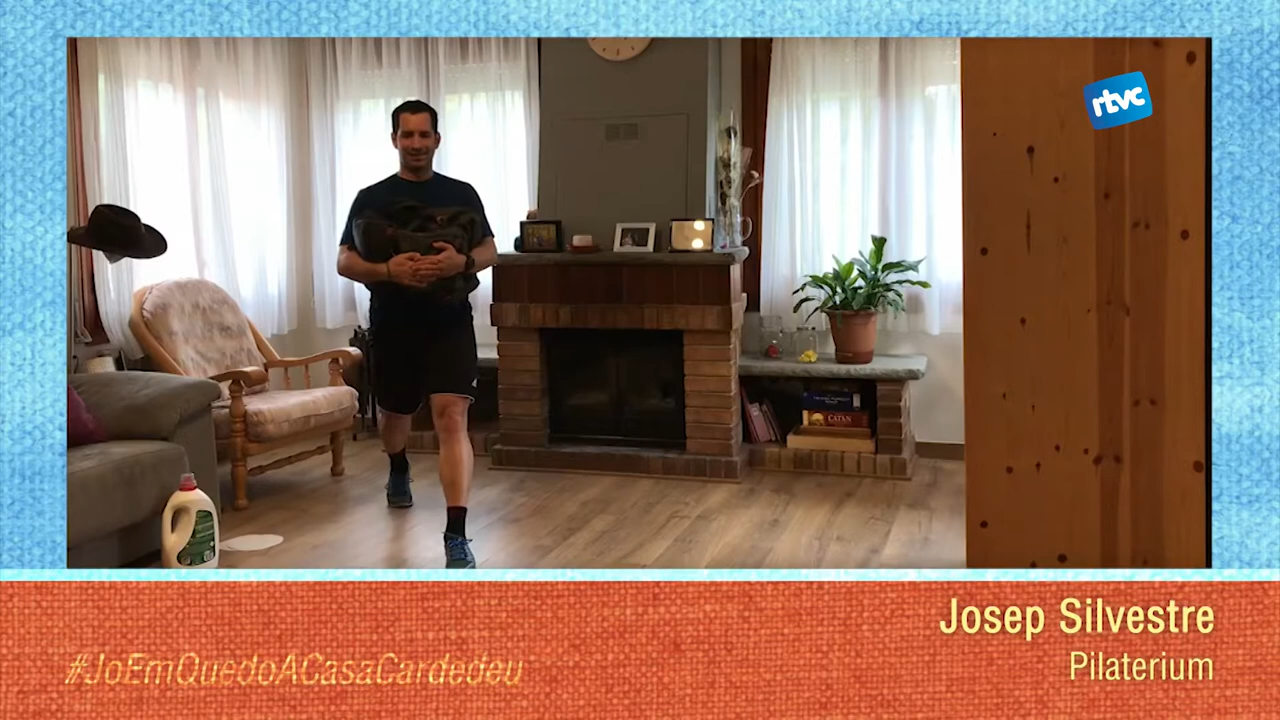 rtvc
CATAN
Josep Silvestre
#JoEmQuedoACasaCardedeu
Pilaterium